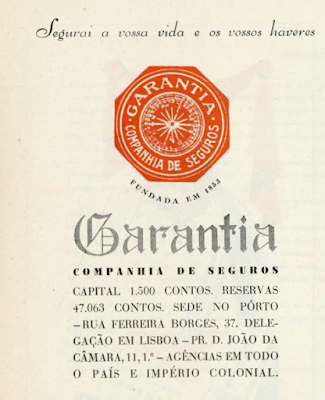 Segurai a vossa vida e os vossos haveres
· GARANTIA ·
COMPANHIA DE SEGUROS
FUNDADA EM 1853
Garantia
COMPANHIA DE SEGUROS
CAPITAL 1.500 CONTOS. RESERVAS
47.063 CONTOS. SEDE NO PÔRTO
—RUA FERREIRA BORGES, 37. DELE-
GAÇÃO EM LISBOA—PR. D. JOÃO DA
CÂMARA, 11, 1.º—AGÊNCIAS EM TODO
O PAÍS E IMPÉRIO COLONIAL.